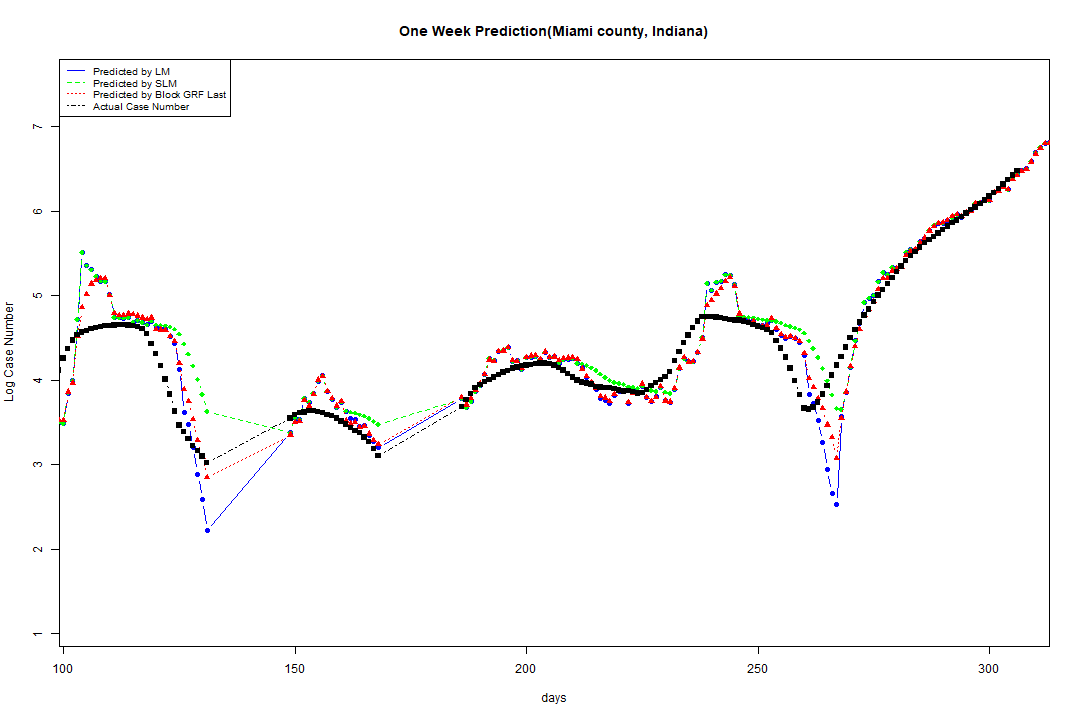 One Week Prediction(Miami county, Indiana)
Predicted by LM
Predicted by SLM
Predicted by Block GRF Last
Actual Case Number
7
6
5
4
3
2
1
Log Case Number
100 150 200 250 300
days